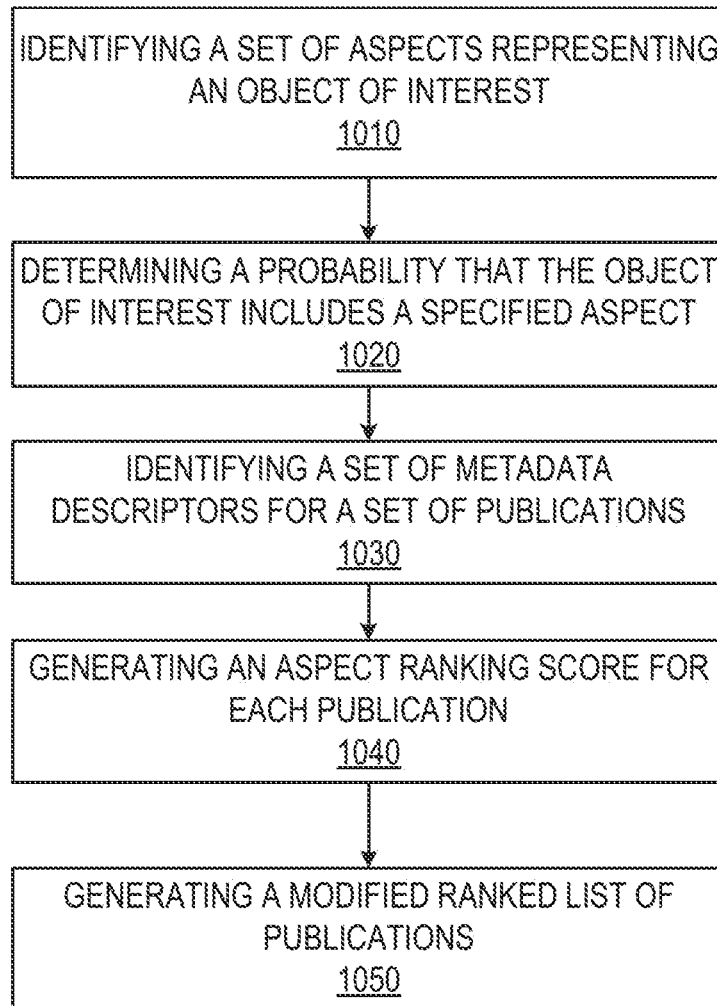 IDENTIFYING A SET OF ASPECTS REPRESENTING
AN OBJECT OF INTEREST
1010
DETERMINING A PROBABILITY THAT THE OBJECT
OF INTEREST INCLUDES A SPECIFIED ASPECT
1020
IDENTIFYING A SET OF METADATA
DESCRIPTORS FOR A SET OF PUBLICATIONS
1030
GENERATING AN ASPECT RANKING SCORE FOR
EACH PUBLICATION
1040
GENERATING A MODIFIED RANKED LIST OF
PUBLICATIONS
1050